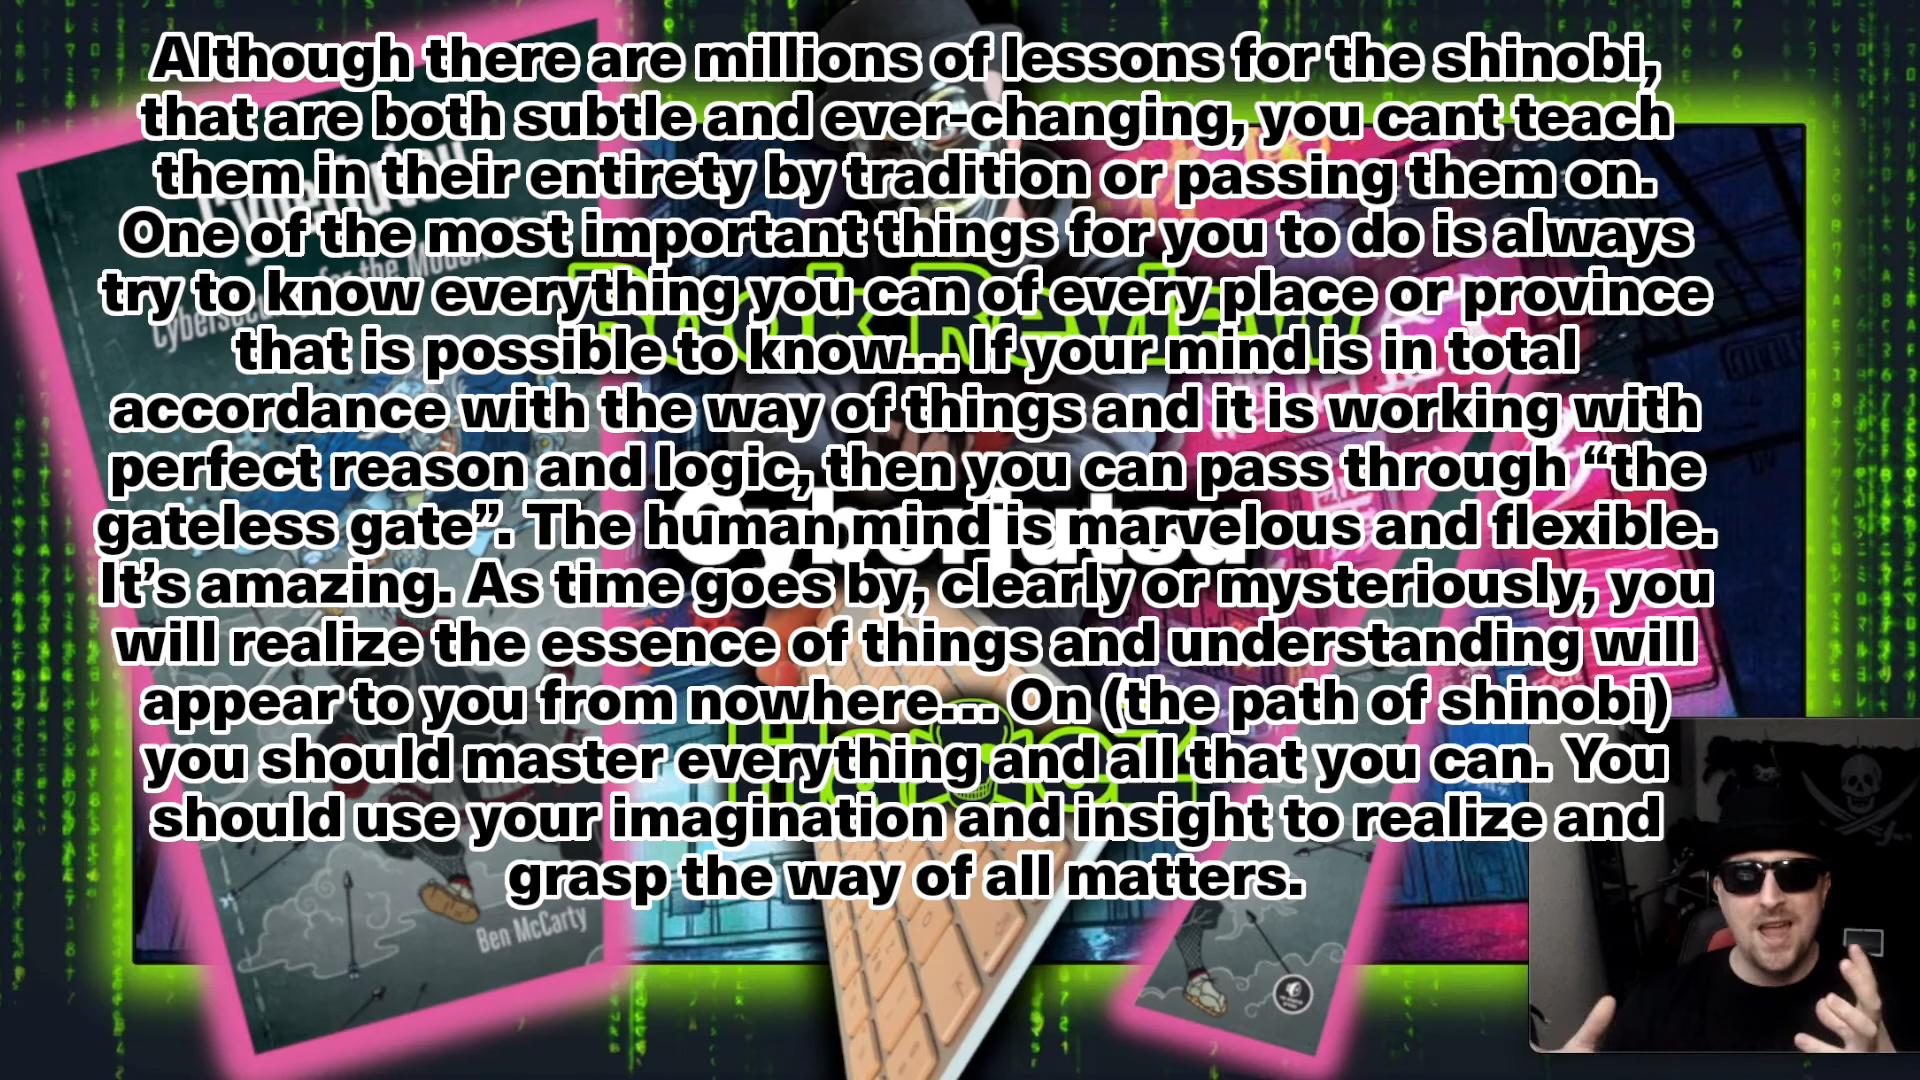 Although there are millions of lessons for the shinobi,
that are both subtle and ever-changing, you cant teach
them in their entirety by tradition or passing them on.
One of the most important things for you to do is always
try to know everything you can of every place or province
that is possible to know... If your mind is in total
accordance with the way of things and it is working with
perfect reason and logic, then you can pass through “the
gateless gate”. The human mind is marvelous and flexible.
It’s amazing. As time goes by, clearly or mysteriously, you
will realize the essence of things and understanding will
appear to you from nowhere... On (the path of shinobi)
you should master everything and all that you can. You
should use your imagination and insight to realize and
grasp the way of all matters.
Cyberjutsu
Book Review
Cyberjutsu
Ben McCarty